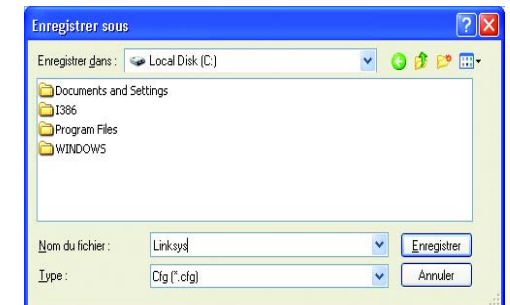 Enregistrer sous
Enregistrer dans : Local Disk (C:)
Documents and Settings
I386
Program Files
WINDOWS
Nom du fichier : Linksys Enregistrer
Type : Cfg (*.cfg) Annuler